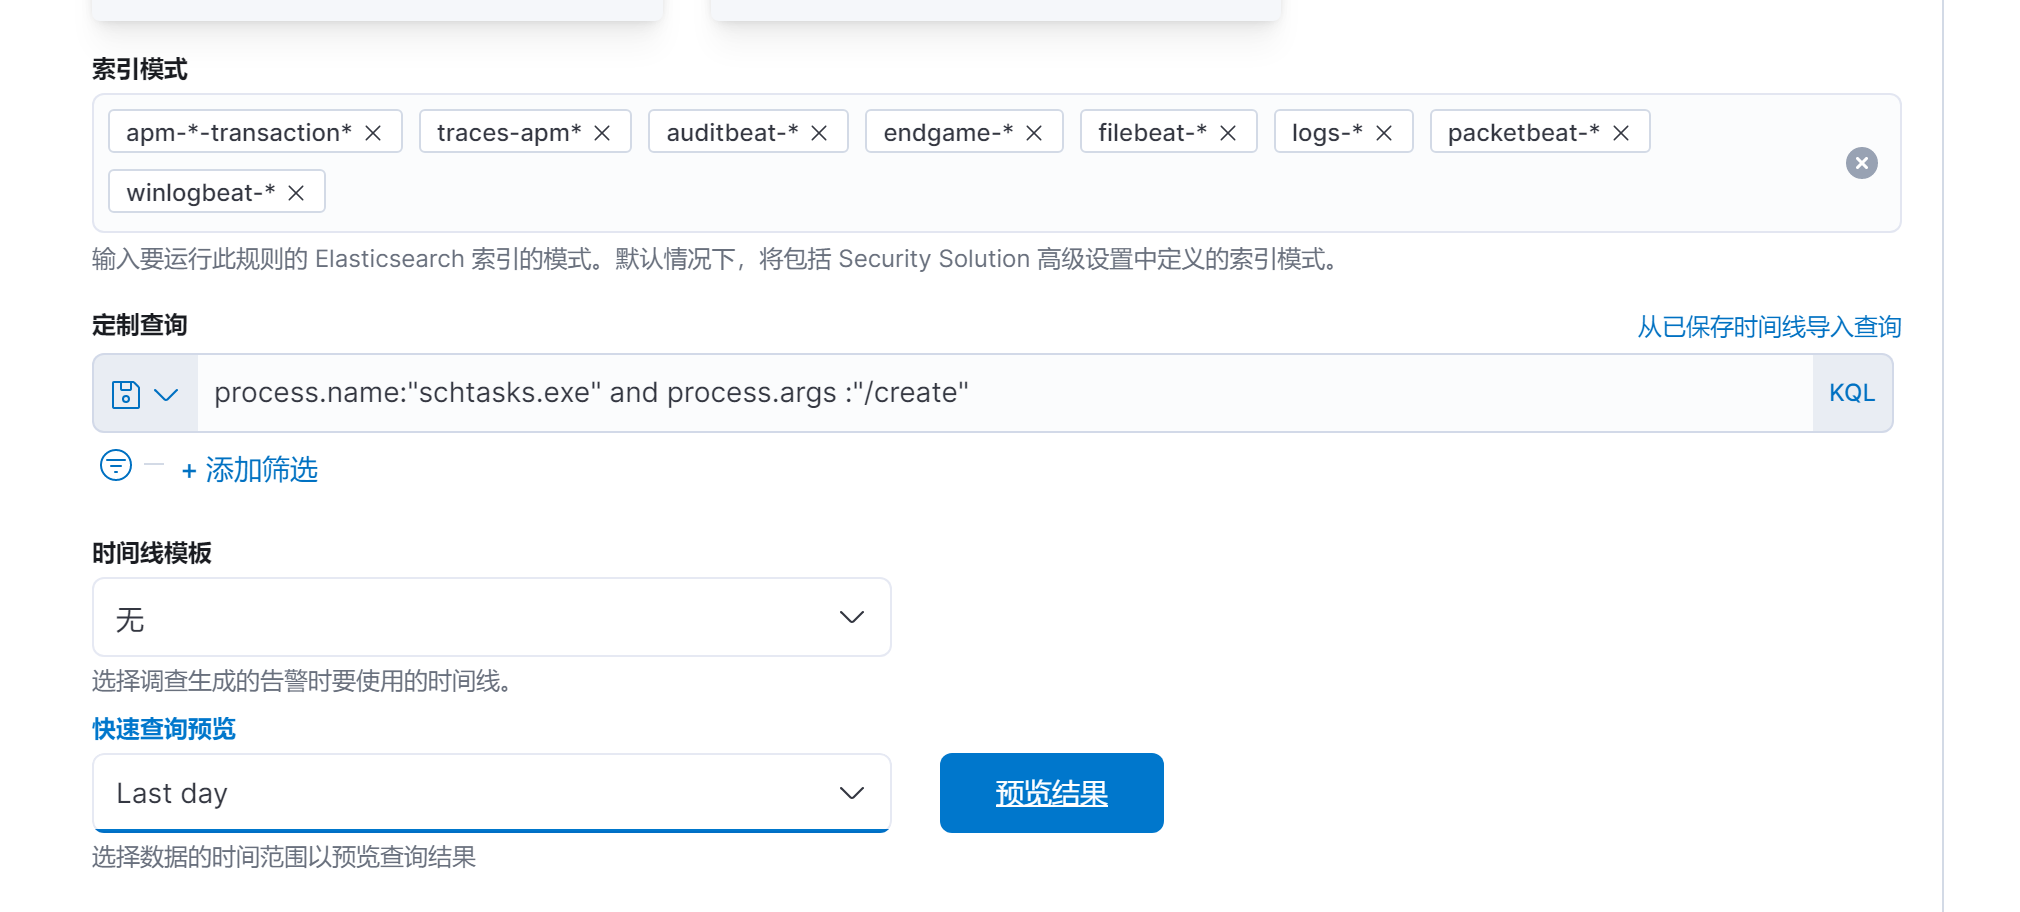 索引模式
apm-*-transaction* traces-apm* auditbeat-* endgame-* filebeat-* logs-* packetbeat-*
winlogbeat-*
输入要运行此规则的 Elasticsearch 索引的模式。默认情况下，将包括 Security Solution 高级设置中定义的索引模式。
定制查询 从已保存时间线导入查询
process.name:"schtasks.exe" and process.args :"/create" KQL
+ 添加筛选
时间线模板
无
选择调查生成的告警时要使用的时间线。
快速查询预览
Last day 预览结果
选择数据的时间范围以预览查询结果